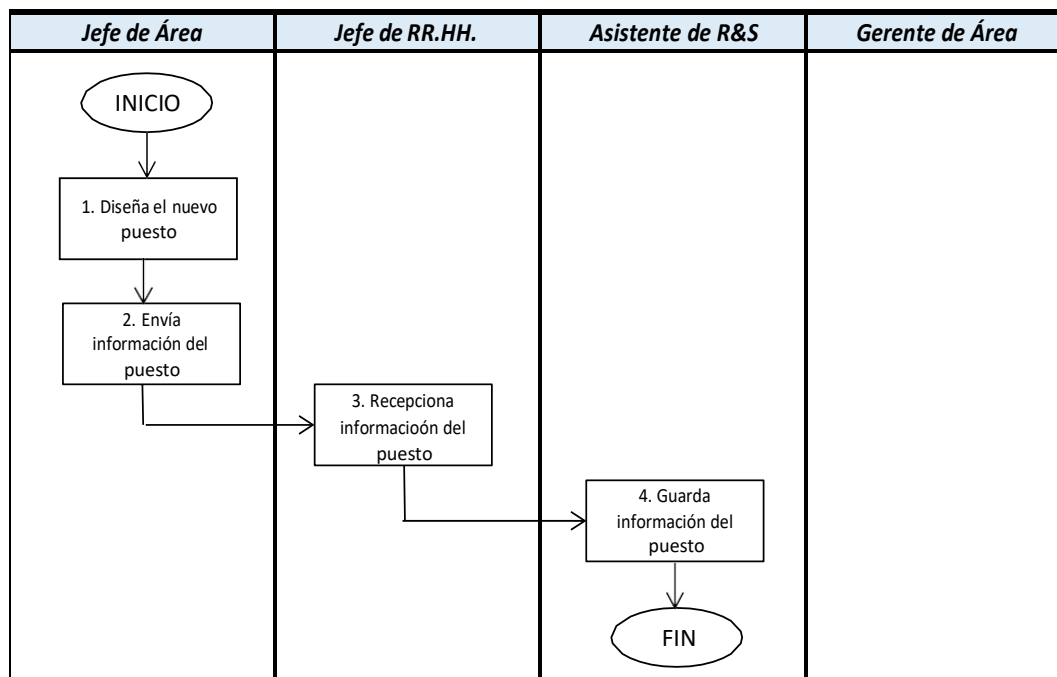 Jefe de Área
Jefe de RR.HH.
Asistente de R&S
Gerente de Área
INICIO
1. Diseña el nuevo
puesto
2. Envía
información del
puesto
3. Recepciona
informacioón del
puesto
4. Guarda
información del
puesto
FIN